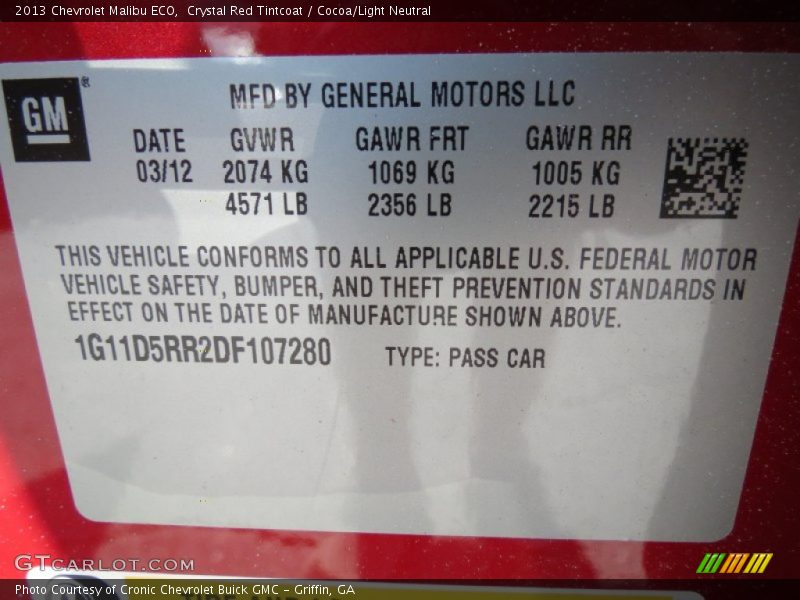 2013 Chevrolet Malibu ECO,  Crystal Red Tintcoat / Cocoa/Light Neutral
GM ®
MFD BY GENERAL MOTORS LLC
DATE GVWR GAWR FRT GAWR RR
03/12 2074 KG 1069 KG 1005 KG
4571 LB 2356 LB 2215 LB
THIS VEHICLE CONFORMS TO ALL APPLICABLE U.S. FEDERAL MOTOR
VEHICLE SAFETY, BUMPER, AND THEFT PREVENTION STANDARDS IN
EFFECT ON THE DATE OF MANUFACTURE SHOWN ABOVE.
1G11D5RR2DF107280 TYPE: PASS CAR
GTCARLOT.COM
Photo Courtesy of Cronic Chevrolet Buick GMC – Griffin, GA